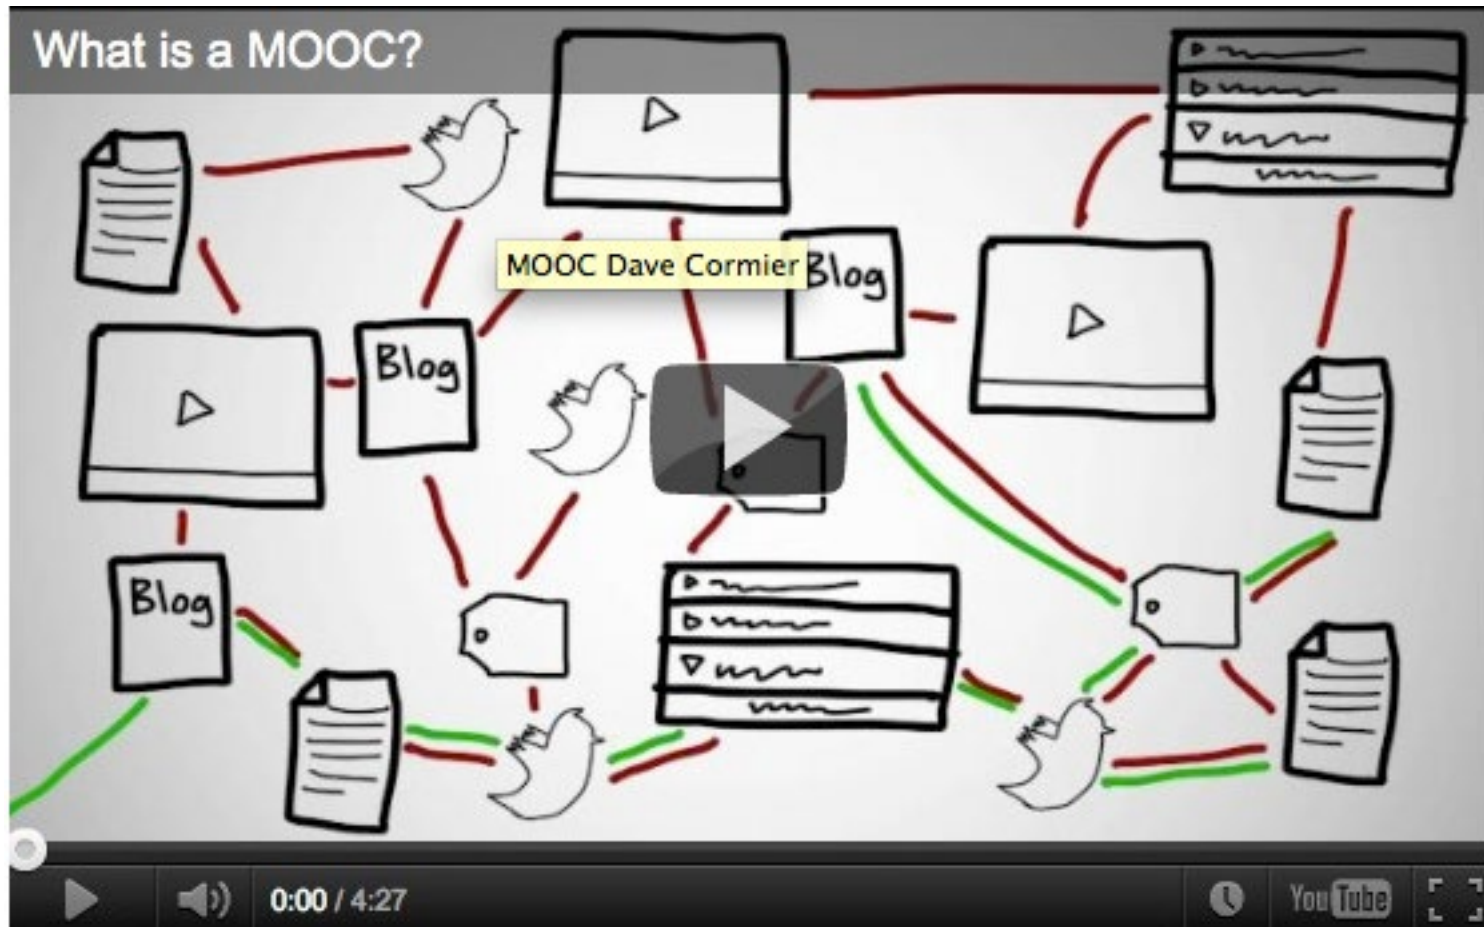 What is a MOOC?
MOOC Dave Cormier
Blog
Blog
Blog
0:00 / 4:27
YouTube